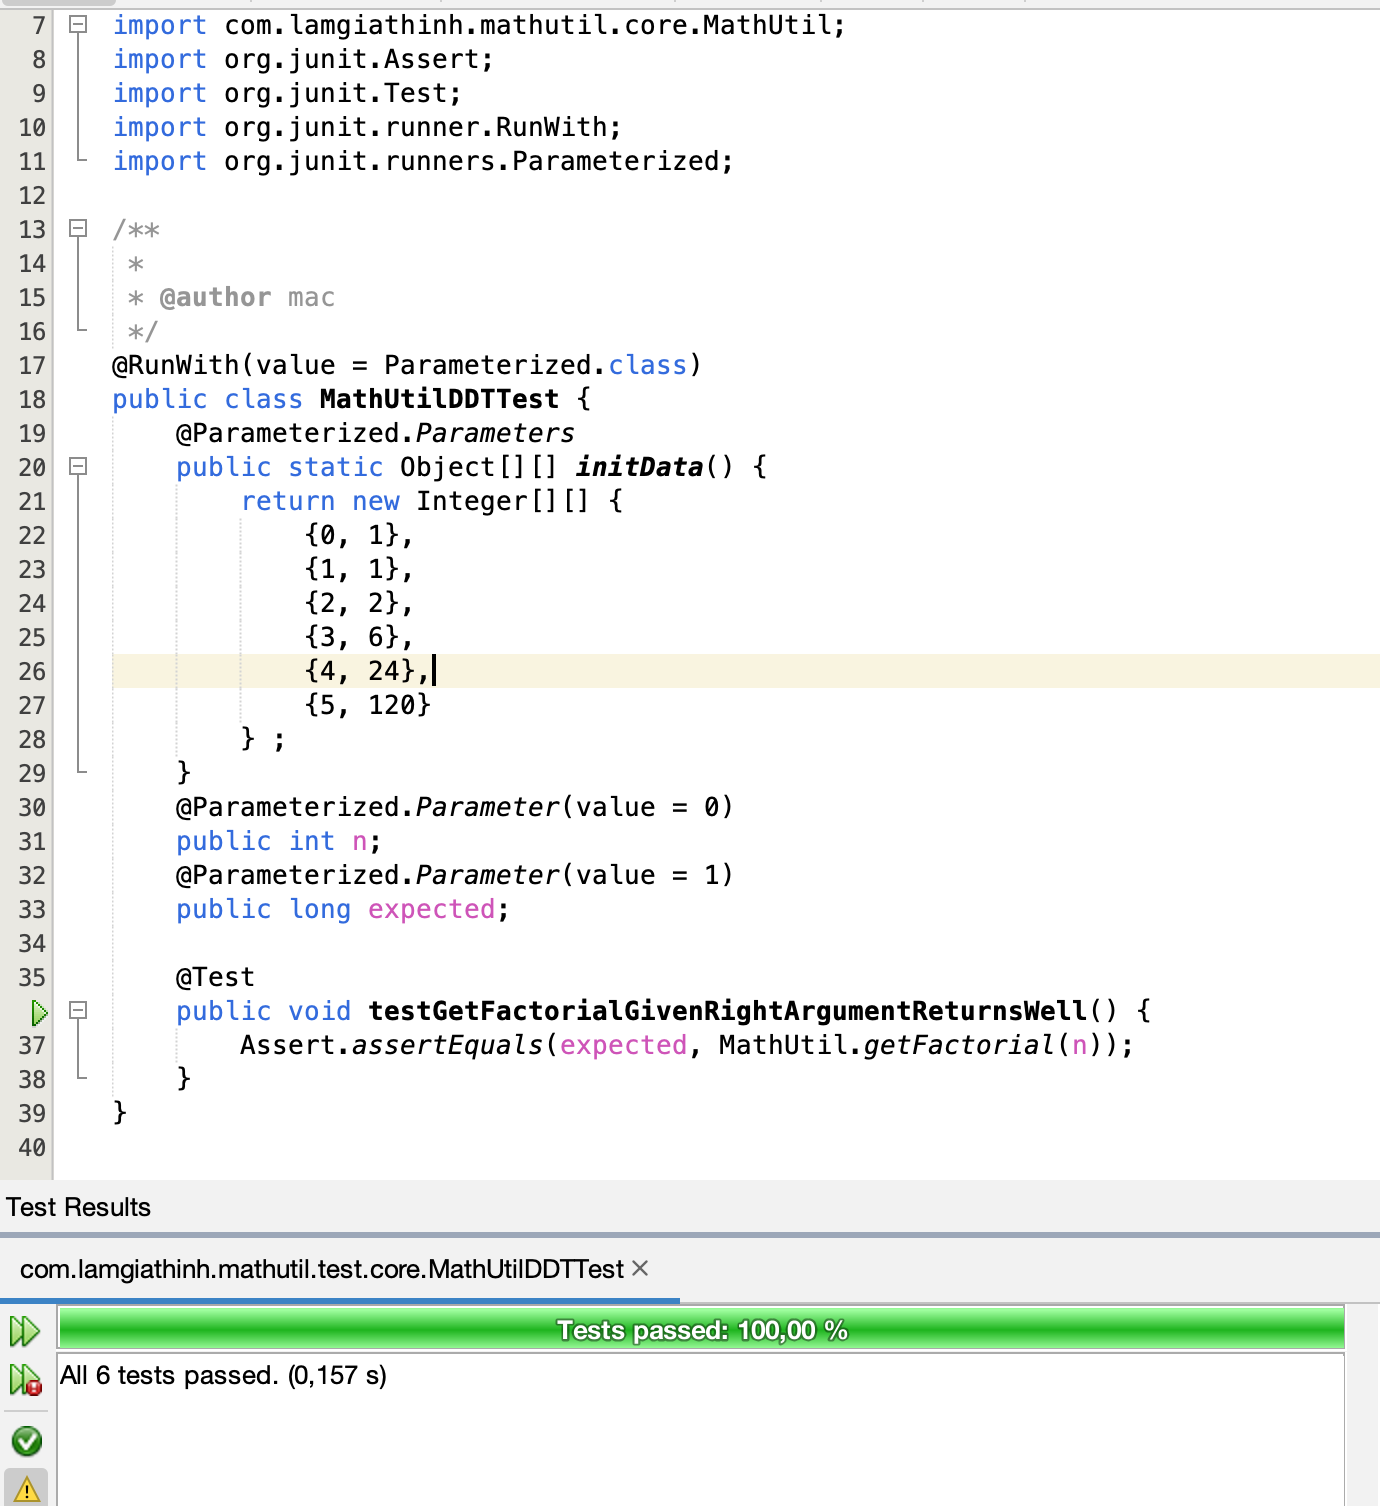 7 import com.lamgiathinh.mathutil.core.MathUtil;
8 import org.junit.Assert;
9 import org.junit.Test;
10 import org.junit.runner.RunWith;
11 import org.junit.runners.Parameterized;
12
13 /**
14 *
15 * @author mac
16 */
17 @RunWith(value = Parameterized.class)
18 public class MathUtilDDTTest {
19 @Parameterized.Parameters
20 public static Object[][] initData() {
21 return new Integer[][] {
22 {0, 1},
23 {1, 1},
24 {2, 2},
25 {3, 6},
26 {4, 24},
27 {5, 120}
28 } ;
29 }
30 @Parameterized.Parameter(value = 0)
31 public int n;
32 @Parameterized.Parameter(value = 1)
33 public long expected;
34
35 @Test
public void testGetFactorialGivenRightArgumentReturnsWell() {
37 Assert.assertEquals(expected, MathUtil.getFactorial(n));
38 }
39 }
40
Test Results
com.lamgiathinh.mathutil.test.core.MathUtilDDTTest ×
Tests passed: 100,00 %
All 6 tests passed. (0,157 s)